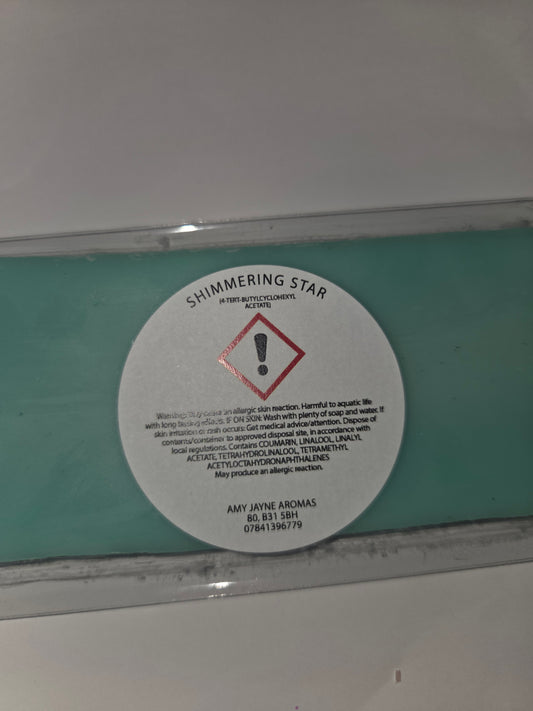 SHIMMERING STAR
(4-TERT-BUTYLCYCLOHEXYL
ACETATE)
Warning: May cause an allergic skin reaction. Harmful to aquatic life
with long lasting effects. IF ON SKIN: Wash with plenty of soap and water. If
skin irritation or rash occurs: Get medical advice/attention. Dispose of
contents/container to approved disposal site, in accordance with
local regulations. Contains COUMARIN, LINALOOL, LINALYL
ACETATE, TETRAHYDROLINALOOL, TETRAMETHYL
ACETYLOCTAHYDRONAPHTHALENES
May produce an allergic reaction.
AMY JAYNE AROMAS
80, B31 5BH
07841396779